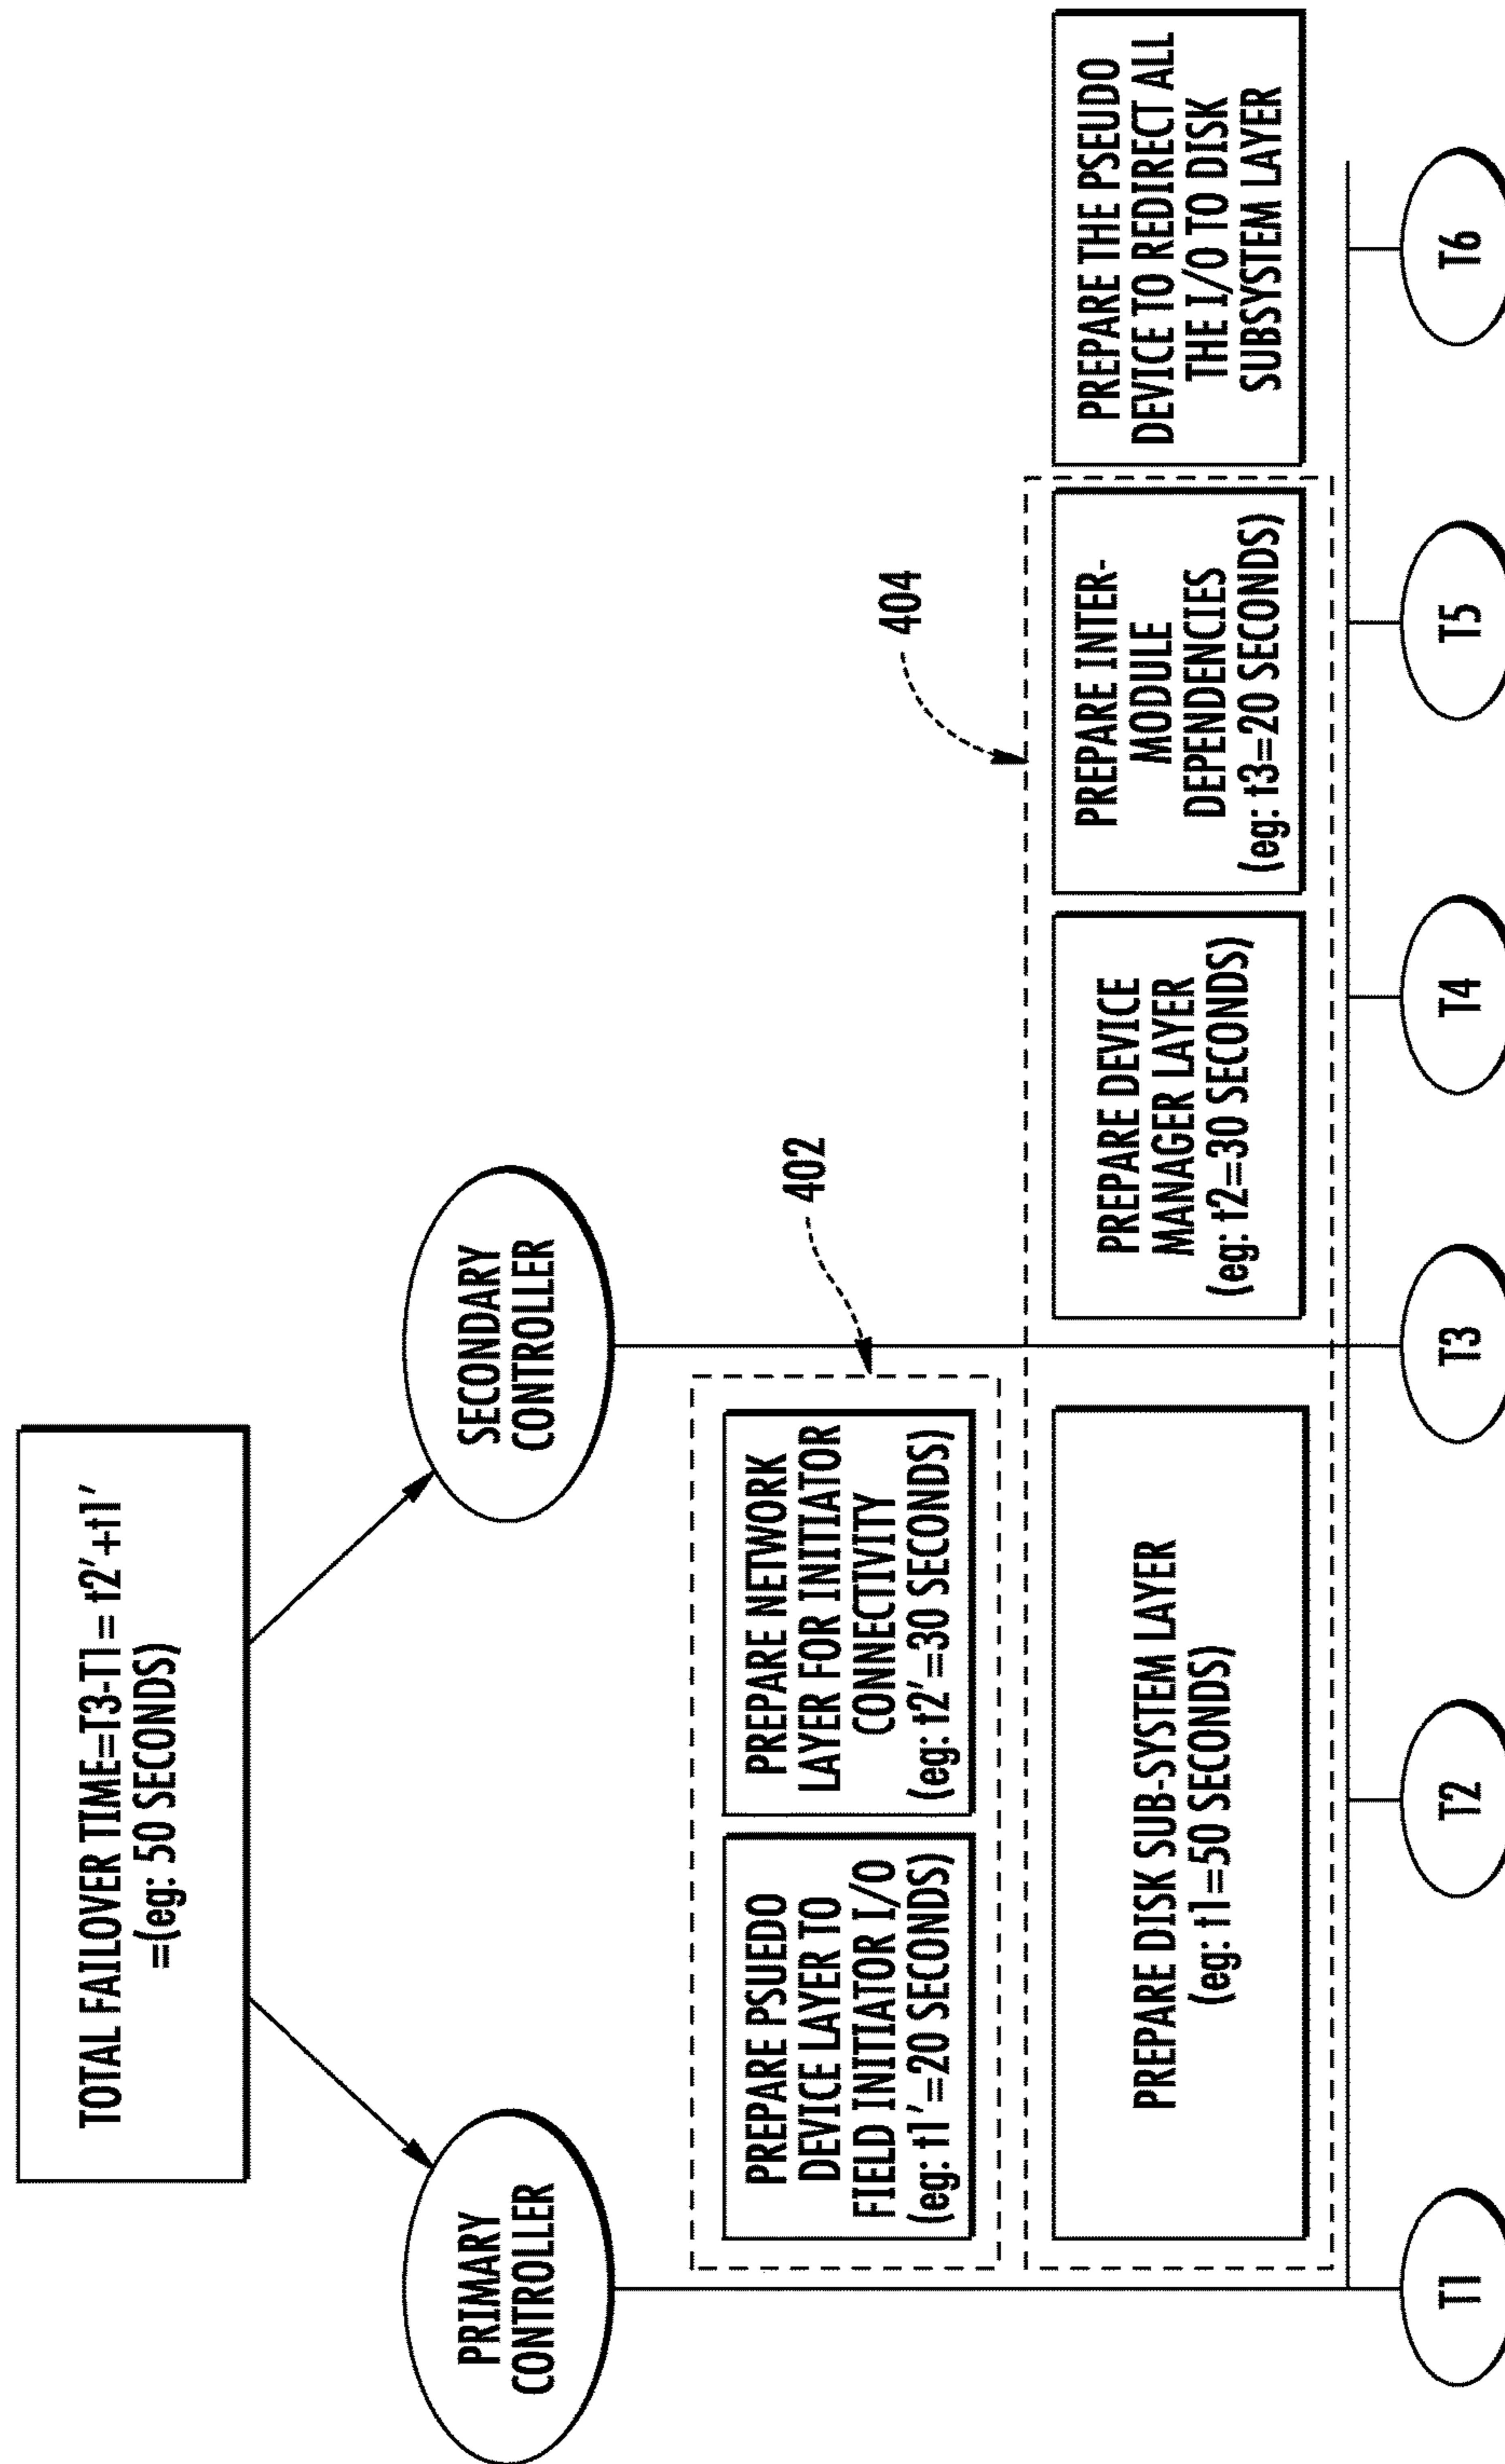 TOTAL FAILOVER TIME=T3-T1= t2'+t1'
=(eg: 50 SECONDS)
PRIMARY
CONTROLLER
SECONDARY
CONTROLLER
402
PREPARE PSUEDO
DEVICE LAYER TO
FIELD INITIATOR I/O
(eg: t1'=20 SECONDS)
PREPARE NETWORK
LAYER FOR INITIATOR
CONNECTIVITY
(eg: t2'=30 SECONDS)
404
PREPARE DISK SUB-SYSTEM LAYER
(eg: t1=50 SECONDS)
PREPARE DEVICE
MANAGER LAYER
(eg: t2=30 SECONDS)
PREPARE INTER-
MODULE
DEPENDENCIES
(eg: t3=20 SECONDS)
PREPARE THE PSEUDO
DEVICE TO REDIRECT ALL
THE I/O TO DISK
SUBSYSTEM LAYER
T1
T2
T3
T4
T5
T6